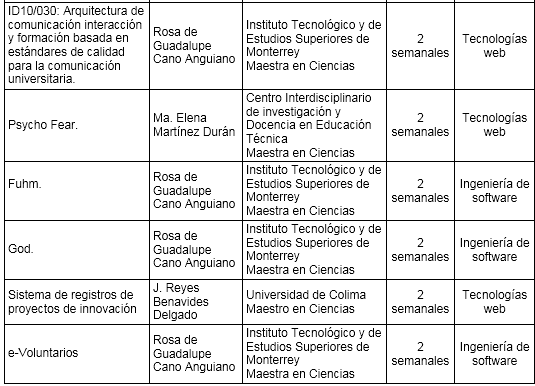 ID10/030: Arquitectura de
comunicación interacción
y formación basada en
estándares de calidad
para la comunicación
universitaria.
Rosa de
Guadalupe
Cano Anguiano
Instituto Tecnológico y de
Estudios Superiores de
Monterrey
Maestra en Ciencias
2
semanales
Tecnologías
web
Psycho Fear.
Ma. Elena
Martínez Durán
Centro Interdisciplinario
de investigación y
Docencia en Educación
Técnica
Maestra en Ciencias
2
semanales
Tecnologías
web
Fuhm.
Rosa de
Guadalupe
Cano Anguiano
Instituto Tecnológico y de
Estudios Superiores de
Monterrey
Maestra en Ciencias
2
semanales
Ingeniería de
software
God.
Rosa de
Guadalupe
Cano Anguiano
Instituto Tecnológico y de
Estudios Superiores de
Monterrey
Maestra en Ciencias
2
semanales
Ingeniería de
software
Sistema de registros de
proyectos de innovación
J. Reyes
Benavides
Delgado
Universidad de Colima
Maestro en Ciencias
2
semanales
Tecnologías
web
e-Voluntarios
Rosa de
Guadalupe
Cano Anguiano
Instituto Tecnológico y de
Estudios Superiores de
Monterrey
Maestra en Ciencias
2
semanales
Ingeniería de
software